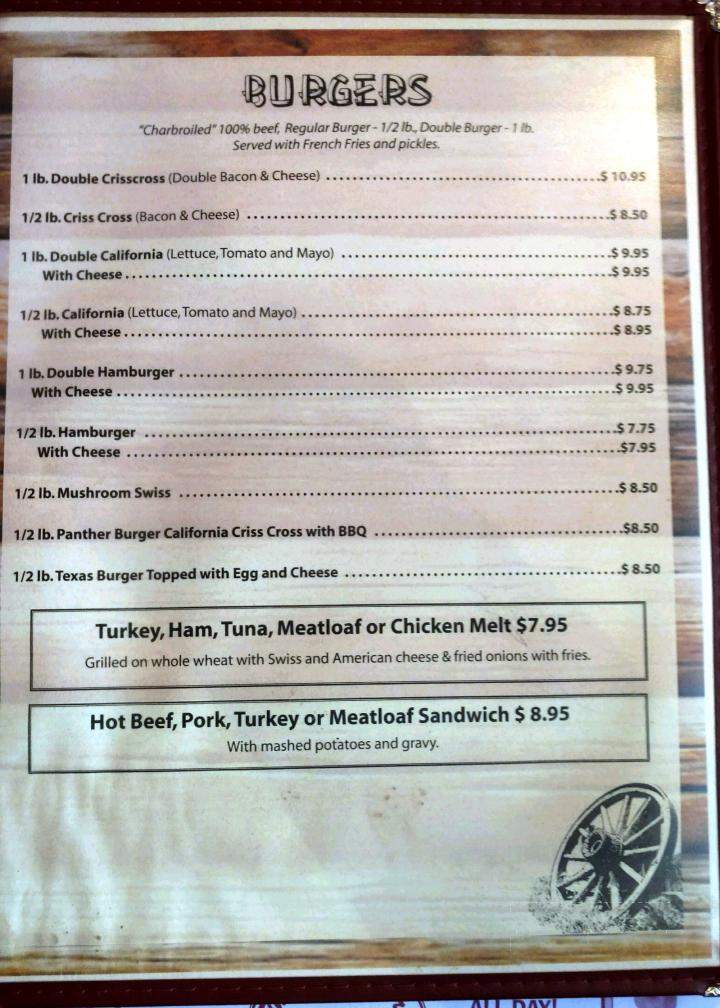 BURGERS
"Charbroiled" 100% beef, Regular Burger - 1/2 lb., Double Burger - 1 lb.
Served with French Fries and pickles.
1 lb. Double Crisscross (Double Bacon & Cheese) ........................................$ 10.95
1/2 lb. Criss Cross (Bacon & Cheese) ........................................$ 8.50
1 lb. Double California (Lettuce, Tomato and Mayo) ........................................$ 9.95
With Cheese ........................................$ 9.95
1/2 lb. California (Lettuce, Tomato and Mayo) ........................................$ 8.75
With Cheese ........................................$ 8.95
1 lb. Double Hamburger ........................................$ 9.75
With Cheese ........................................$ 9.95
1/2 lb. Hamburger ........................................$ 7.75
With Cheese ........................................$7.95
1/2 lb. Mushroom Swiss ........................................$ 8.50
1/2 lb. Panther Burger California Criss Cross with BBQ ........................................$8.50
1/2 lb. Texas Burger Topped with Egg and Cheese ........................................$ 8.50
Turkey, Ham, Tuna, Meatloaf or Chicken Melt $7.95
Grilled on whole wheat with Swiss and American cheese & fried onions with fries.
Hot Beef, Pork, Turkey or Meatloaf Sandwich $ 8.95
With mashed potatoes and gravy.
ALL DAY!